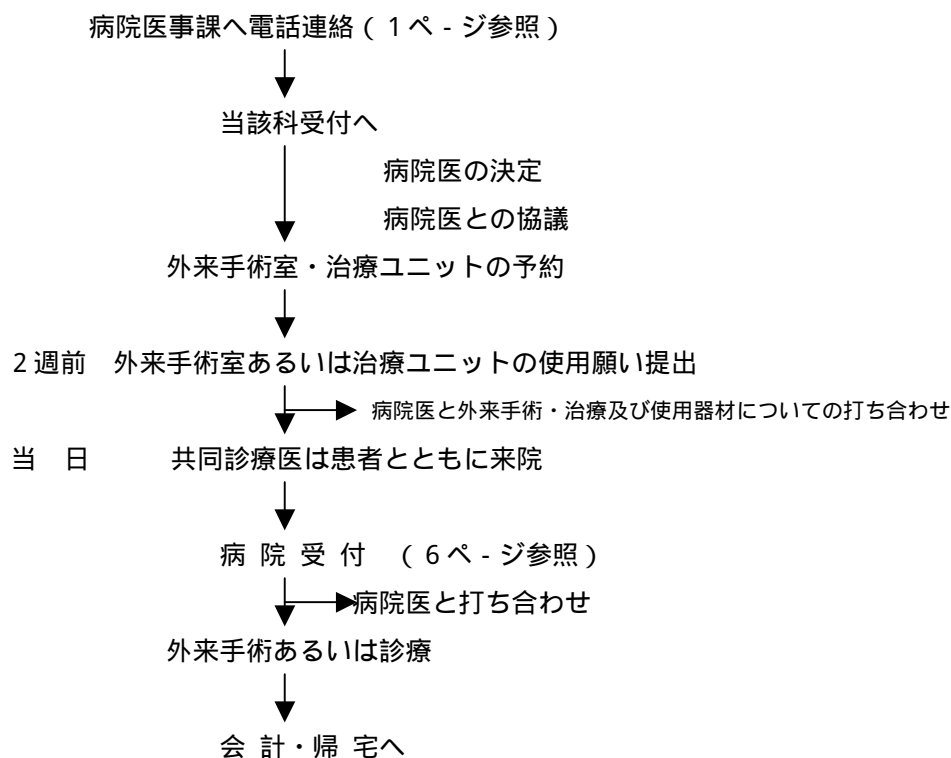 病院医事課へ電話連絡(1ペ-ジ参照)
当該科受付へ
病院医の決定
病院医との協議
外来手術室・治療ユニットの予約
2週前 外来手術室あるいは治療ユニットの使用願い提出
病院医と外来手術・治療及び使用器材についての打ち合わせ
当 日 共同診療医は患者とともに来院
病 院 受 付 (6ペ-ジ参照)
病院医と打ち合わせ
外来手術あるいは診療
会 計・帰 宅へ